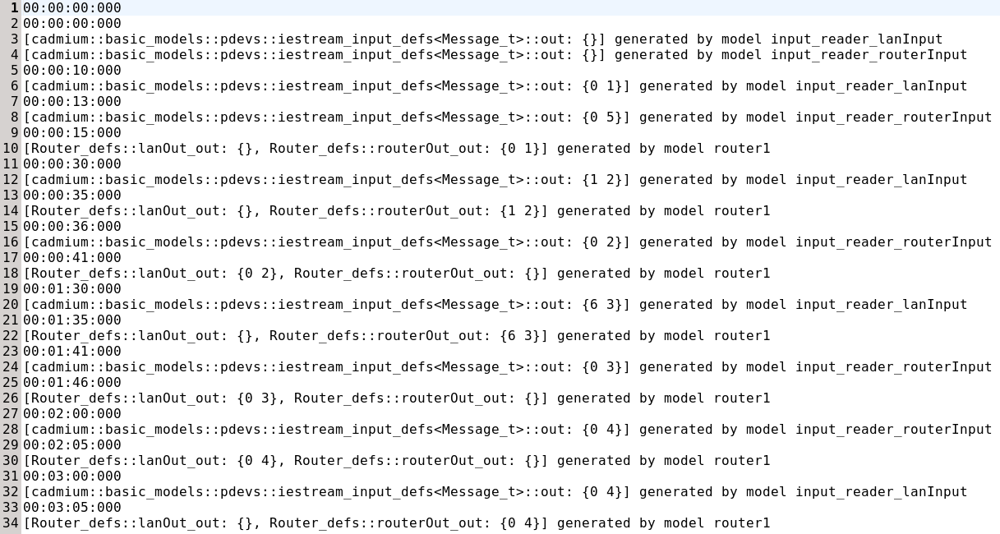 1 00:00:00:000
2 00:00:00:000
3 [cadmium::basic_models::pdevs::iestream_input_defs<Message_t>::out: {}] generated by model input_reader_lanInput
4 [cadmium::basic_models::pdevs::iestream_input_defs<Message_t>::out: {}] generated by model input_reader_routerInput
5 00:00:10:000
6 [cadmium::basic_models::pdevs::iestream_input_defs<Message_t>::out: {0 1}] generated by model input_reader_lanInput
7 00:00:13:000
8 [cadmium::basic_models::pdevs::iestream_input_defs<Message_t>::out: {0 5}] generated by model input_reader_routerInput
9 00:00:15:000
10 [Router_defs::lanOut_out: {}, Router_defs::routerOut_out: {0 1}] generated by model router1
11 00:00:30:000
12 [cadmium::basic_models::pdevs::iestream_input_defs<Message_t>::out: {1 2}] generated by model input_reader_lanInput
13 00:00:35:000
14 [Router_defs::lanOut_out: {}, Router_defs::routerOut_out: {1 2}] generated by model router1
15 00:00:36:000
16 [cadmium::basic_models::pdevs::iestream_input_defs<Message_t>::out: {0 2}] generated by model input_reader_routerInput
17 00:00:41:000
18 [Router_defs::lanOut_out: {0 2}, Router_defs::routerOut_out: {}] generated by model router1
19 00:01:30:000
20 [cadmium::basic_models::pdevs::iestream_input_defs<Message_t>::out: {6 3}] generated by model input_reader_lanInput
21 00:01:35:000
22 [Router_defs::lanOut_out: {}, Router_defs::routerOut_out: {6 3}] generated by model router1
23 00:01:41:000
24 [cadmium::basic_models::pdevs::iestream_input_defs<Message_t>::out: {0 3}] generated by model input_reader_routerInput
25 00:01:46:000
26 [Router_defs::lanOut_out: {0 3}, Router_defs::routerOut_out: {}] generated by model router1
27 00:02:00:000
28 [cadmium::basic_models::pdevs::iestream_input_defs<Message_t>::out: {0 4}] generated by model input_reader_routerInput
29 00:02:05:000
30 [Router_defs::lanOut_out: {0 4}, Router_defs::routerOut_out: {}] generated by model router1
31 00:03:00:000
32 [cadmium::basic_models::pdevs::iestream_input_defs<Message_t>::out: {0 4}] generated by model input_reader_lanInput
33 00:03:05:000
34 [Router_defs::lanOut_out: {}, Router_defs::routerOut_out: {0 4}] generated by model router1